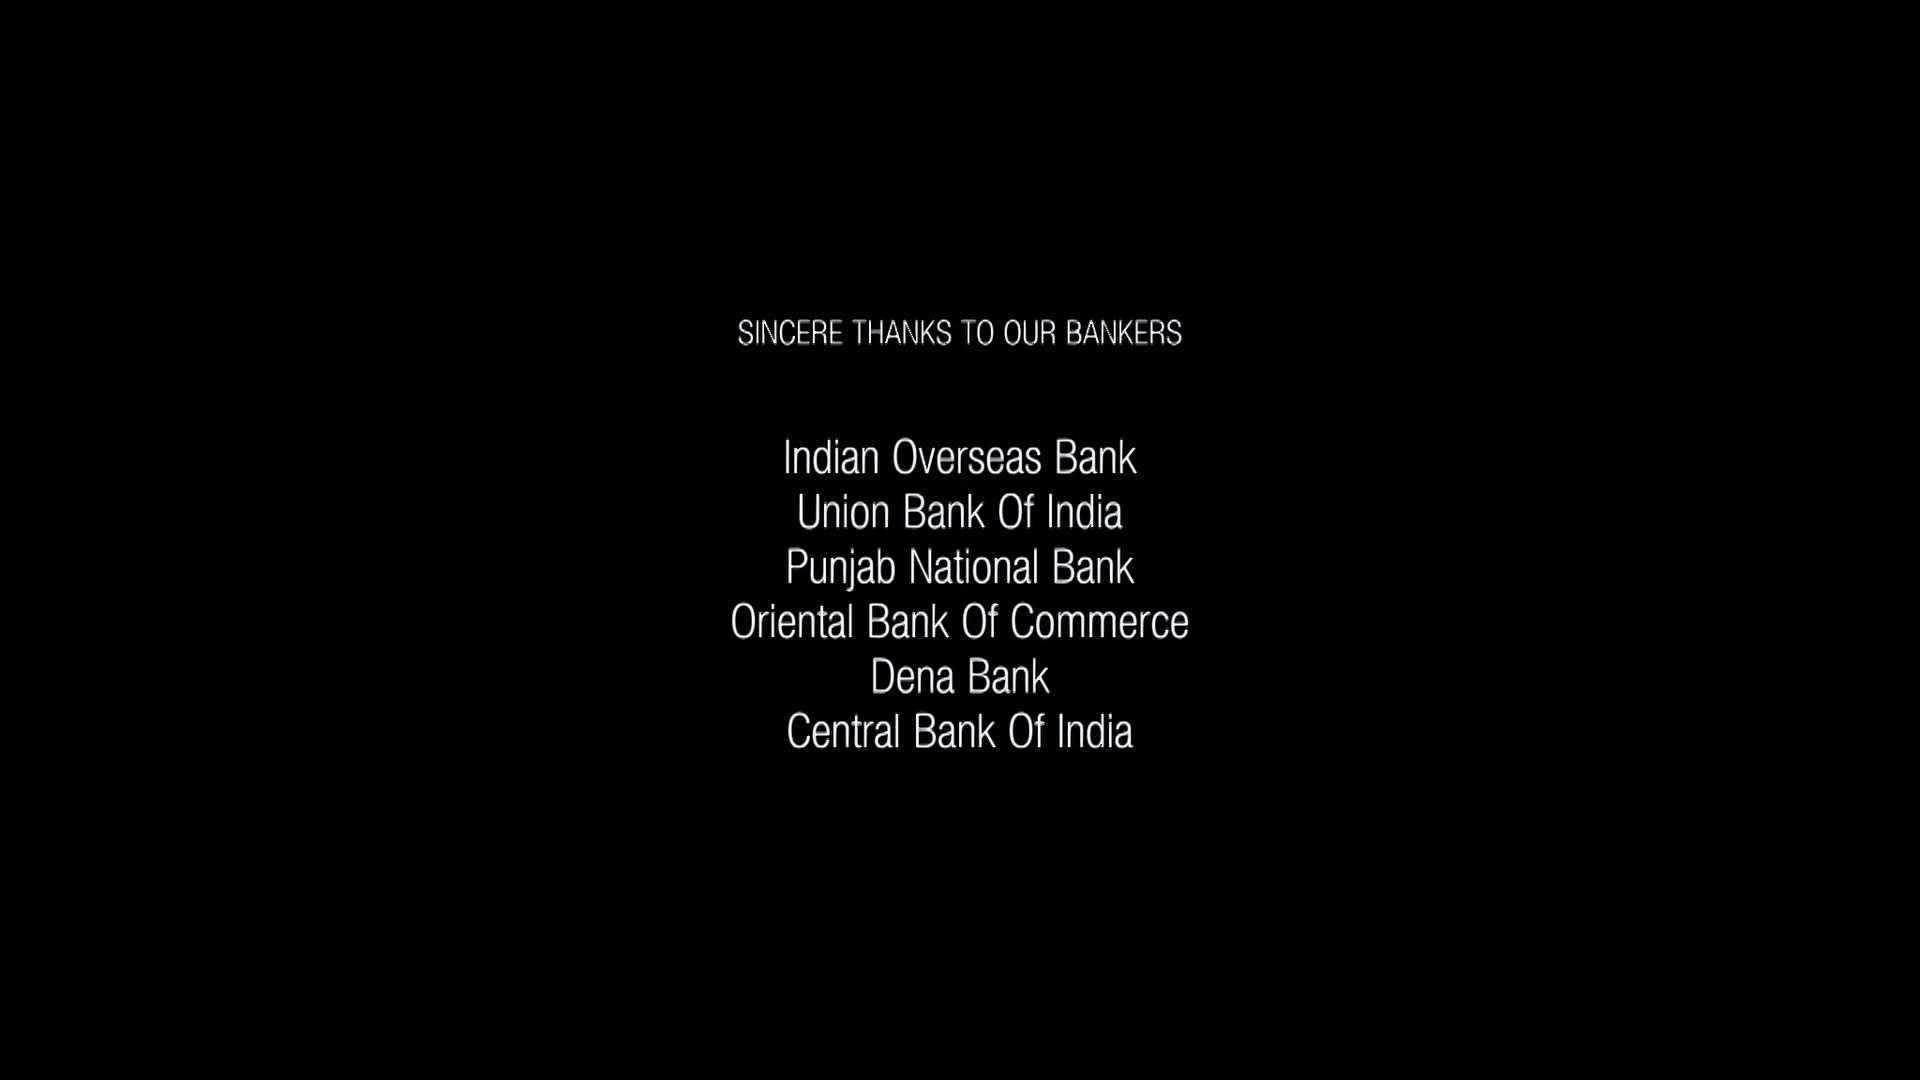 SINCERE THANKS TO OUR BANKERS
Indian Overseas Bank
Union Bank Of India
Punjab National Bank
Oriental Bank Of Commerce
Dena Bank
Central Bank Of India